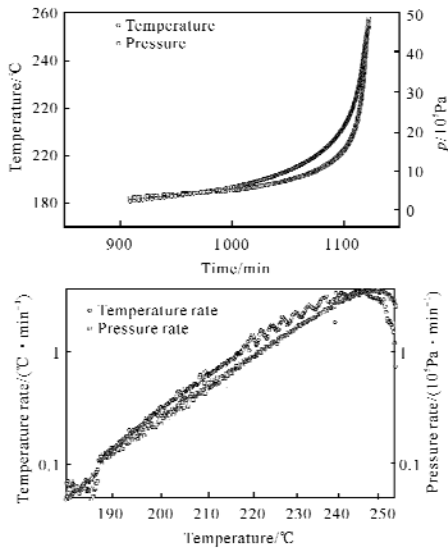 260
240
220
200
180
Temperature/℃
Temperature
Pressure
50
40
30
20
10
0
p/10⁴Pa
900
1000
1100
Time/min
Temperature rate/(℃ · min⁻¹)
1
0.1
Temperature rate
Pressure rate
1
0.1
Pressure rate/(10⁴Pa · min⁻¹)
190
200
210
220
230
240
250
Temperature/℃